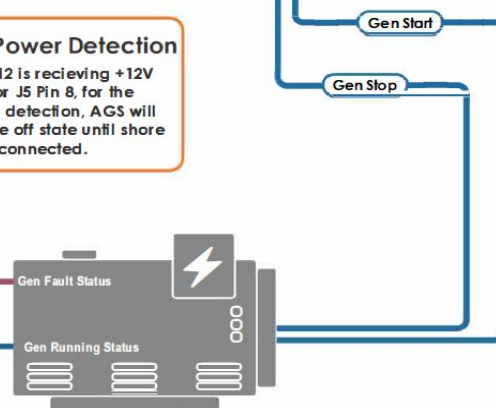 Power Detection
12 is recieving +12V
or J5 Pin 8, for the
detection, AGS will
e off state until shore
connected.
Gen Start
Gen Stop
Gen Fault Status
Gen Running Status